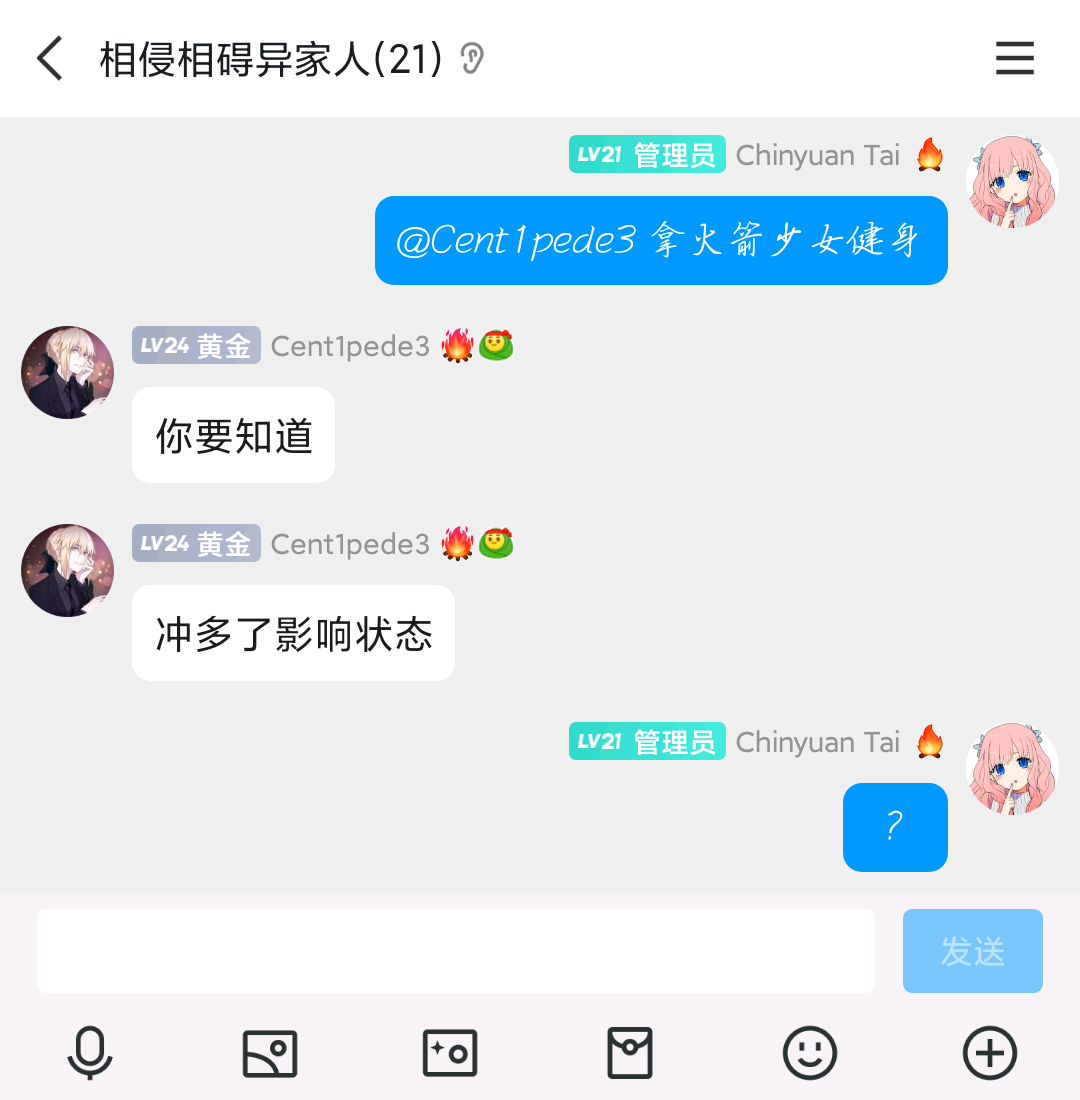 相侵相碍异家人(21)
LV21 管理员 Chinyuan Tai
@Cent1pede3 拿火箭少女健身
LV24 黄金 Cent1pede3
你要知道
LV24 黄金 Cent1pede3
冲多了影响状态
LV21 管理员 Chinyuan Tai
?
发送